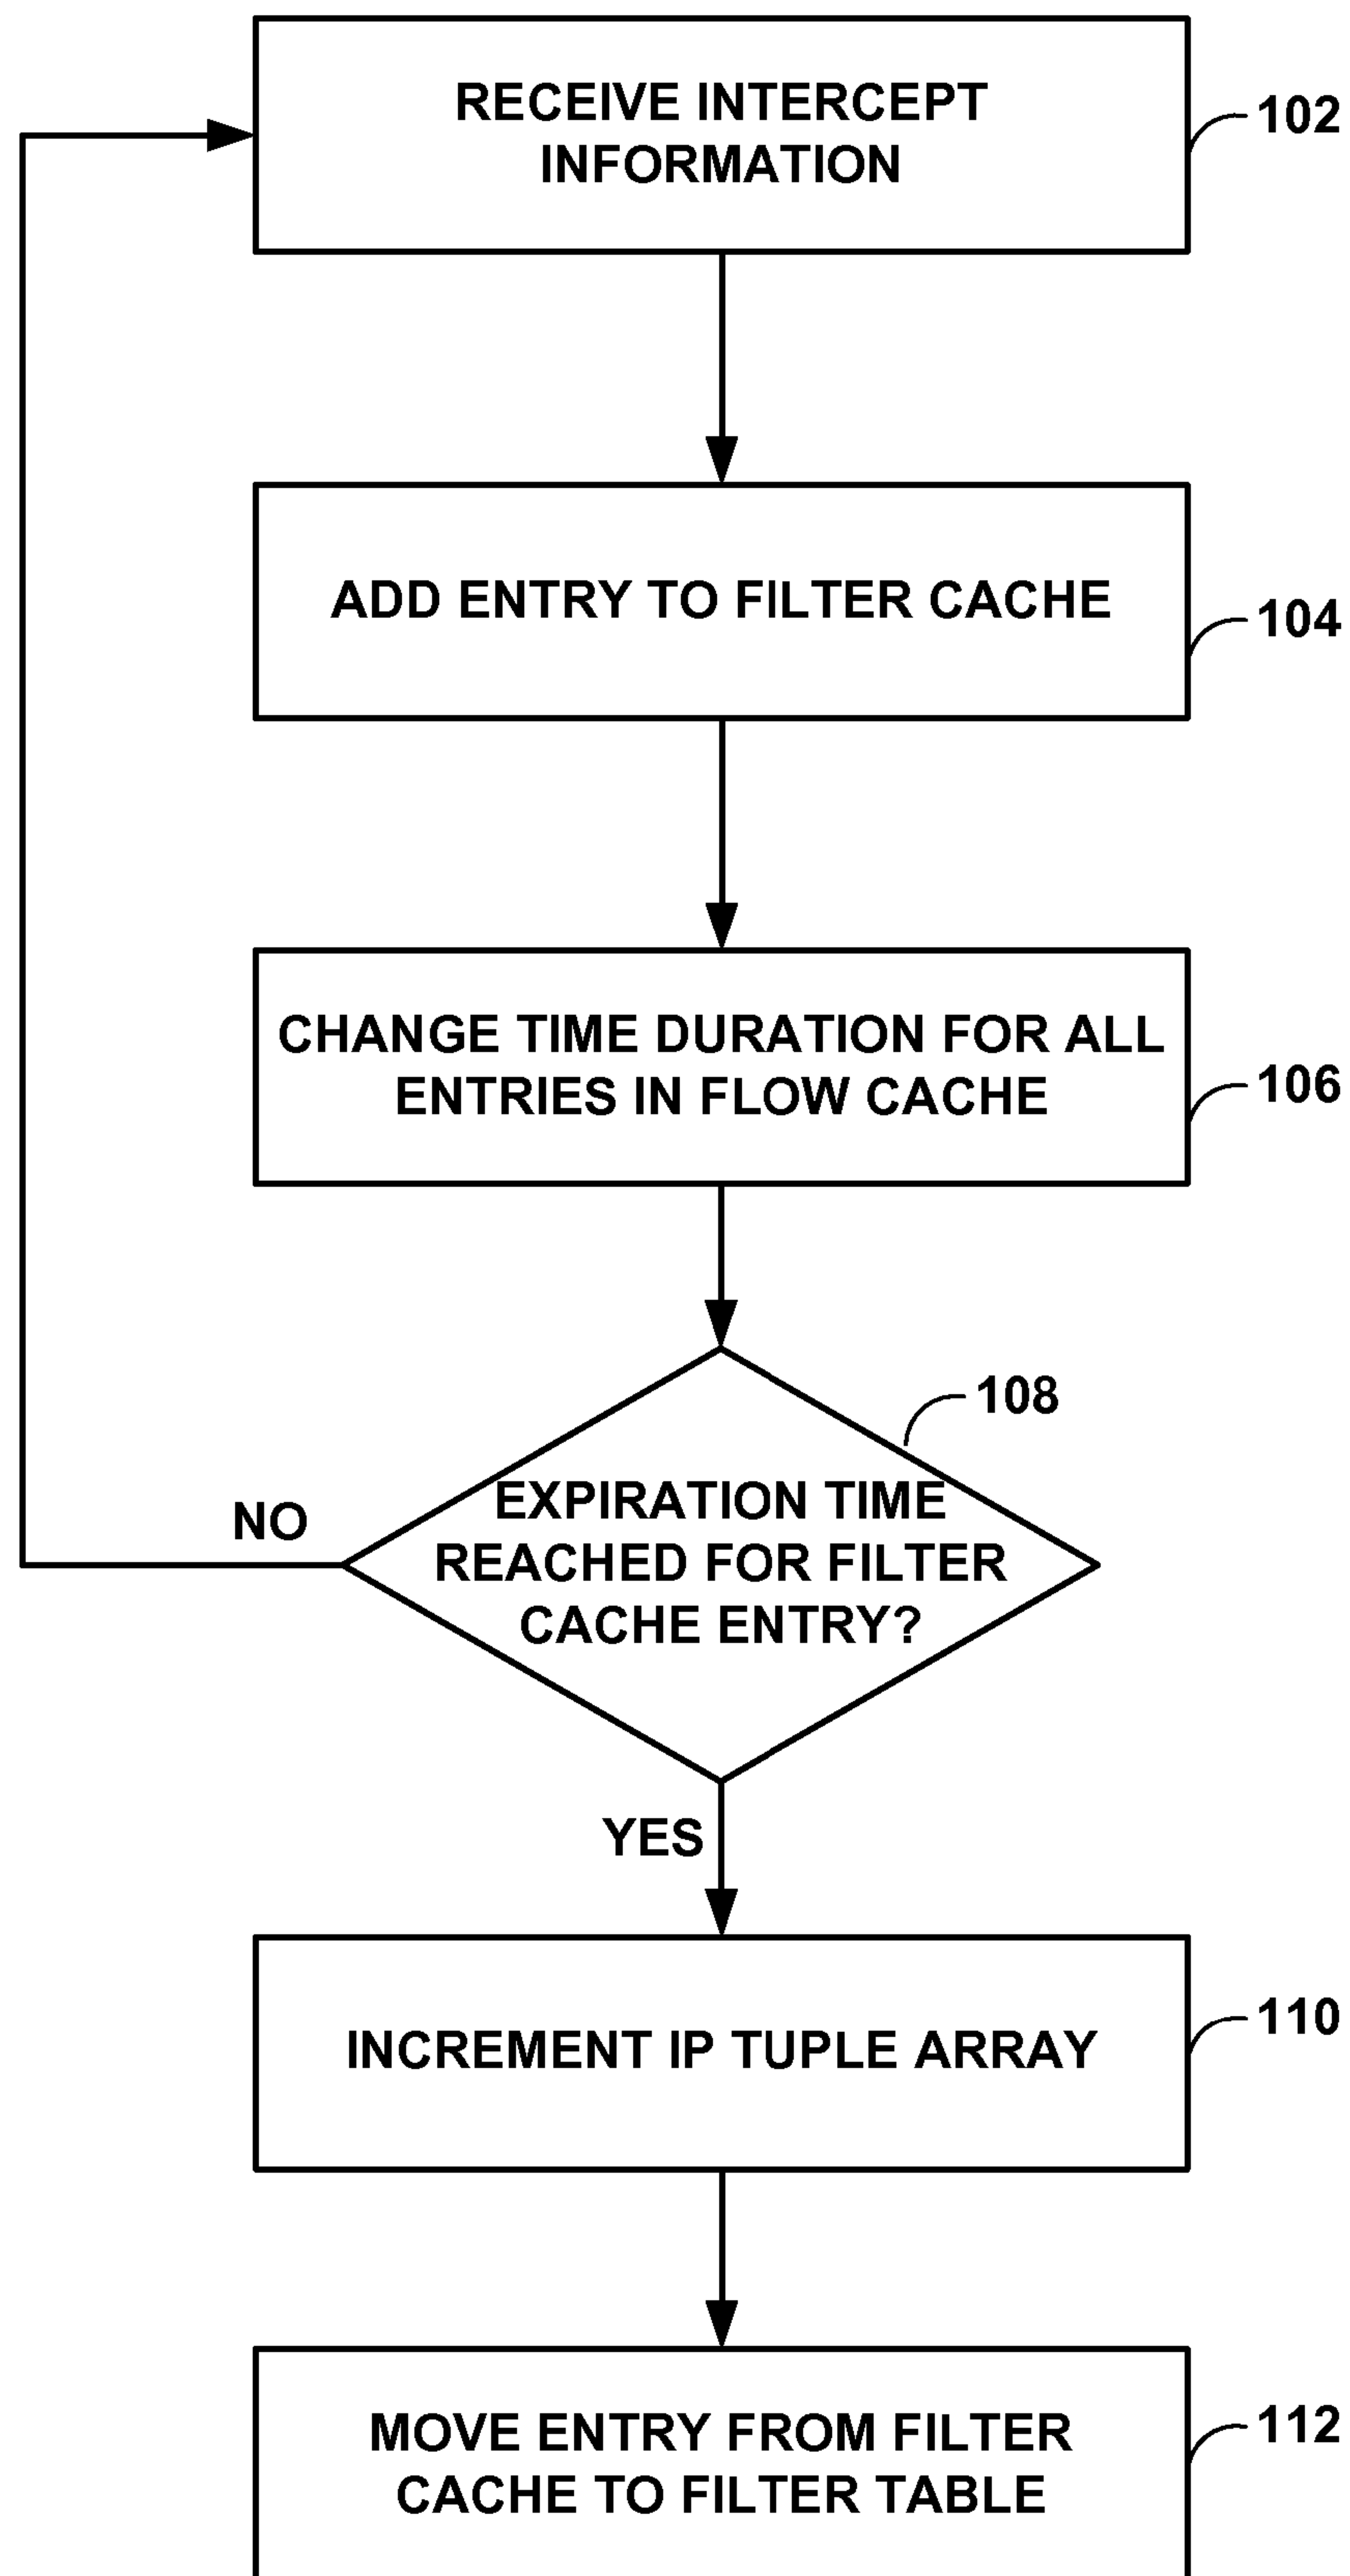 RECEIVE INTERCEPT
INFORMATION
102
ADD ENTRY TO FILTER CACHE
104
CHANGE TIME DURATION FOR ALL
ENTRIES IN FLOW CACHE
106
108
EXPIRATION TIME
REACHED FOR FILTER
CACHE ENTRY?
NO
YES
INCREMENT IP TUPLE ARRAY
110
MOVE ENTRY FROM FILTER
CACHE TO FILTER TABLE
112